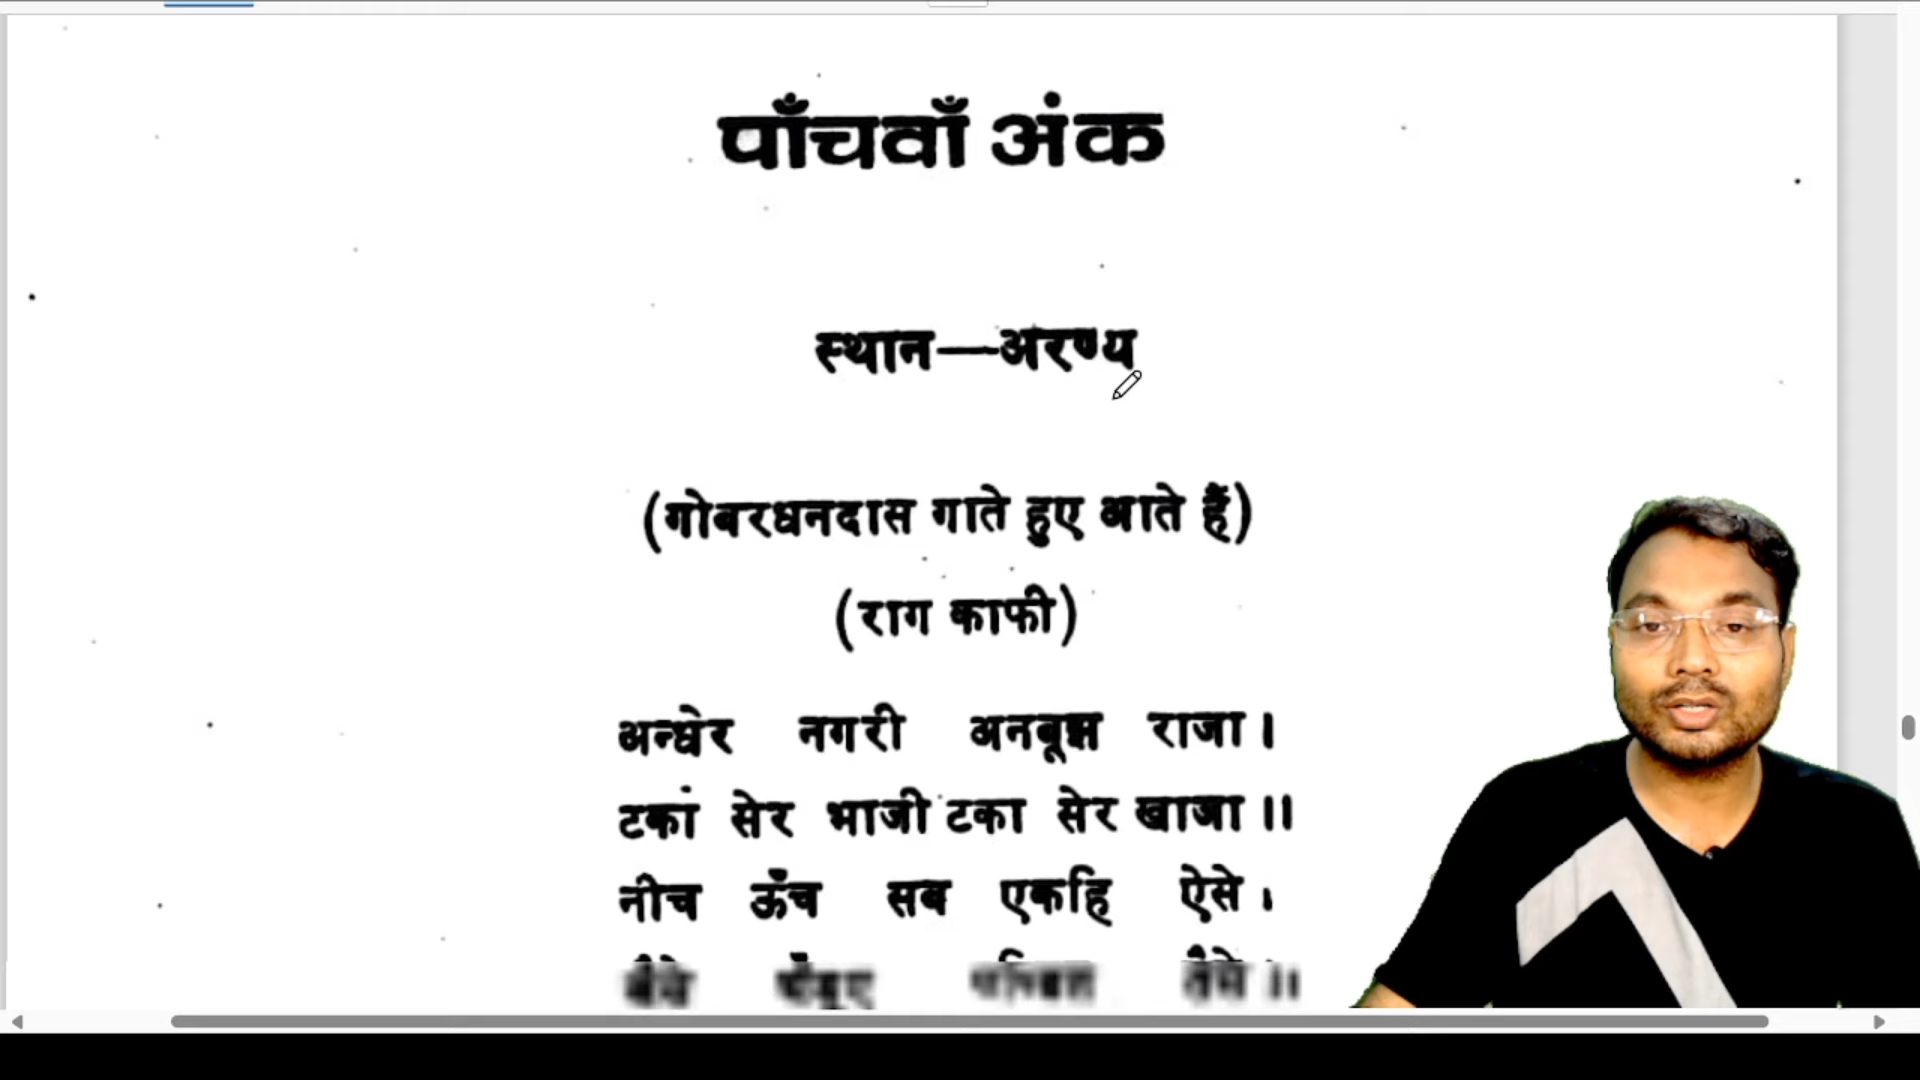 पाँचवाँ अंक
स्थान—अरण्य
(गोबरधनदास गाते हुए आते हैं)
(राग काफी)
अन्धेर नगरी अनबूझ राजा।
टका सेर भाजी टका सेर खाजा॥
नीच ऊँच सब एकहि ऐसे।